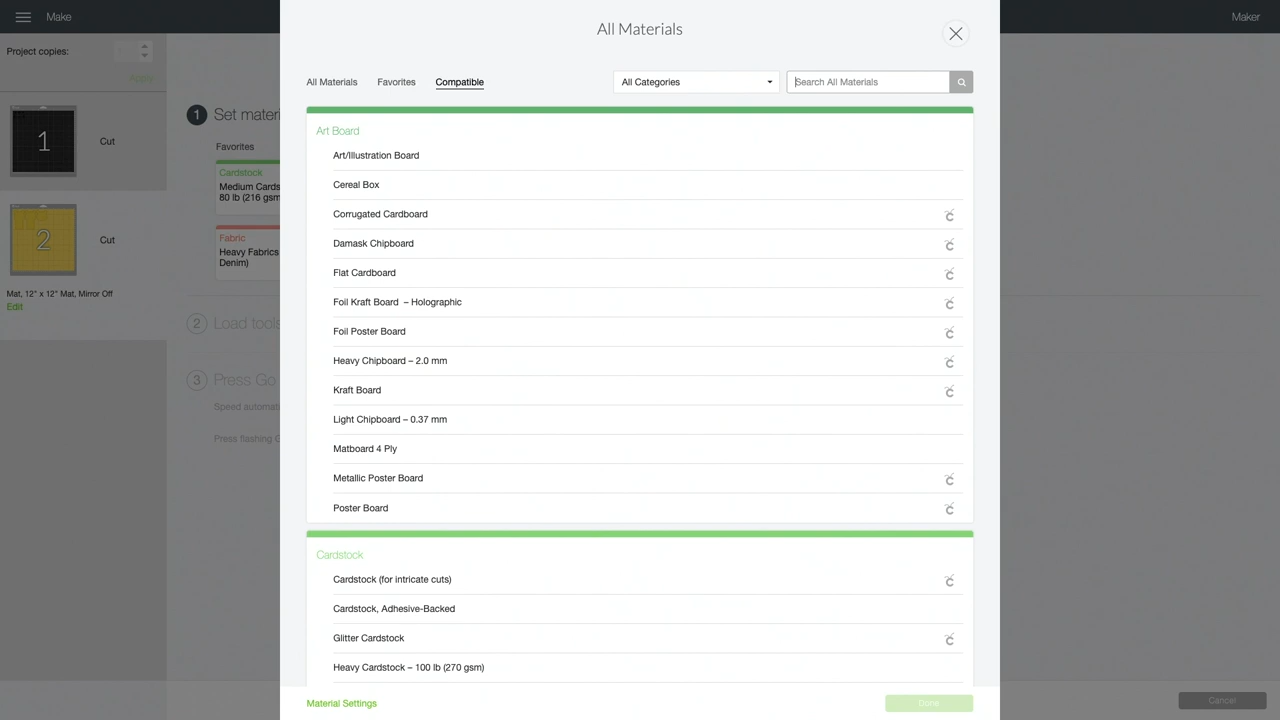 Make
Maker
Project copies:
Apply
1
Cut
2
Cut
Mat, 12" x 12" Mat, Mirror Off
Edit
1
Set materi
Favorites
Cardstock
Medium Cards
80 lb (216 gsm
Fabric
Heavy Fabrics
Denim)
2
Load tools
3
Press Go
Speed automat
Press flashing G
All Materials
All Materials
Favorites
Compatible
All Categories
Search All Materials
Art Board
Art/Illustration Board
Cereal Box
Corrugated Cardboard
Damask Chipboard
Flat Cardboard
Foil Kraft Board – Holographic
Foil Poster Board
Heavy Chipboard – 2.0 mm
Kraft Board
Light Chipboard – 0.37 mm
Matboard 4 Ply
Metallic Poster Board
Poster Board
Cardstock
Cardstock (for intricate cuts)
Cardstock, Adhesive-Backed
Glitter Cardstock
Heavy Cardstock – 100 lb (270 gsm)
Material Settings
Done
Cancel